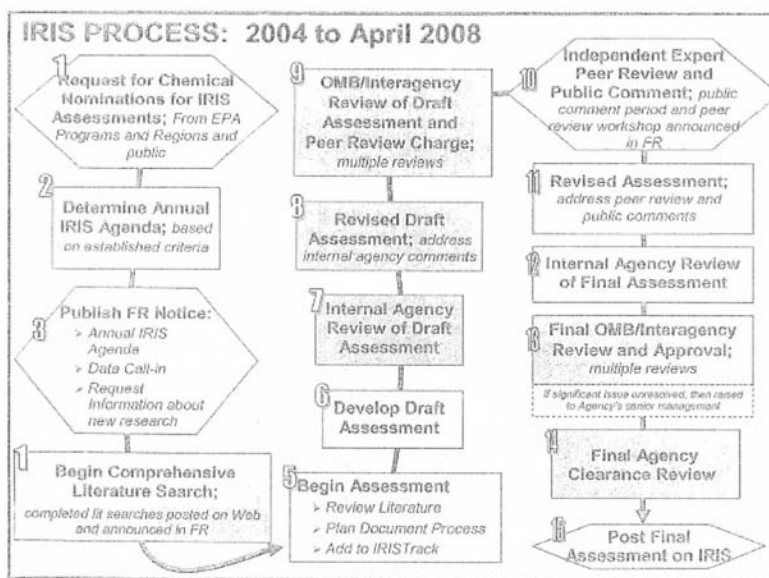 IRIS PROCESS: 2004 to April 2008
1
Request for Chemical
Nominations for IRIS
Assessments; From EPA
Programs and Regions and
public
2
Determine Annual
IRIS Agenda; based
on established criteria
3
Publish FR Notice:
➢ Annual IRIS
Agenda
➢ Data Call-in
➢ Request
Information about
new research
1
Begin Comprehensive
Literature Search;
completed lit searches posted on Web
and announced in FR
5
Begin Assessment
➢ Review Literature
➢ Plan Document Process
➢ Add to IRISTrack
6
Develop Draft
Assessment
7
Internal Agency
Review of Draft
Assessment
8
Revised Draft
Assessment; address
internal agency comments
9
OMB/Interagency
Review of Draft
Assessment and
Peer Review Charge;
multiple reviews
10
Independent Expert
Peer Review and
Public Comment; public
comment period and peer
review workshop announced
in FR
11
Revised Assessment;
address peer review and
public comments
12
Internal Agency Review
of Final Assessment
13
Final OMB/Interagency
Review and Approval;
multiple reviews
If significant issue unresolved, then raised
to Agency's senior management
14
Final Agency
Clearance Review
15
Post Final
Assessment on IRIS